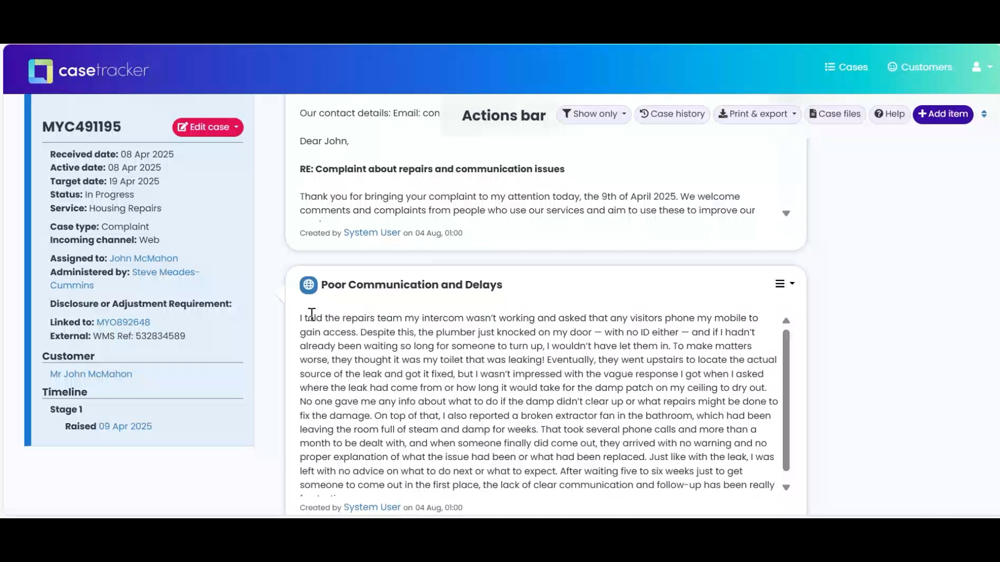 casetracker
Cases
Customers
MYC491195
Edit case
Received date: 08 Apr 2025
Active date: 08 Apr 2025
Target date: 19 Apr 2025
Status: In Progress
Service: Housing Repairs
Case type: Complaint
Incoming channel: Web
Assigned to: John McMahon
Administered by: Steve Meades-
Cummins
Disclosure or Adjustment Requirement:
Linked to: MYO892648
External: WMS Ref: 532834589
Customer
Mr John McMahon
Timeline
Stage 1
Raised 09 Apr 2025
Actions bar
Show only
Case history
Print & export
Case files
Help
+Add item
Our contact details: Email: con
Dear John,
RE: Complaint about repairs and communication issues
Thank you for bringing your complaint to my attention today, the 9th of April 2025. We welcome
comments and complaints from people who use our services and aim to use these to improve our
Created by System User on 04 Aug, 01:00
Poor Communication and Delays
I told the repairs team my intercom wasn't working and asked that any visitors phone my mobile to
gain access. Despite this, the plumber just knocked on my door — with no ID either — and if I hadn't
already been waiting so long for someone to turn up, I wouldn't have let them in. To make matters
worse, they thought it was my toilet that was leaking! Eventually, they went upstairs to locate the actual
source of the leak and got it fixed, but I wasn't impressed with the vague response I got when I asked
where the leak had come from or how long it would take for the damp patch on my ceiling to dry out.
No one gave me any info about what to do if the damp didn't clear up or what repairs might be done to
fix the damage. On top of that, I also reported a broken extractor fan in the bathroom, which had been
leaving the room full of steam and damp for weeks. That took several phone calls and more than a
month to be dealt with, and when someone finally did come out, they arrived with no warning and no
proper explanation of what the issue had been or what had been replaced. Just like with the leak, I was
left with no advice on what to do next or what to expect. After waiting five to six weeks just to get
someone to come out in the first place, the lack of clear communication and follow-up has been really
Created by System User on 04 Aug, 01:00